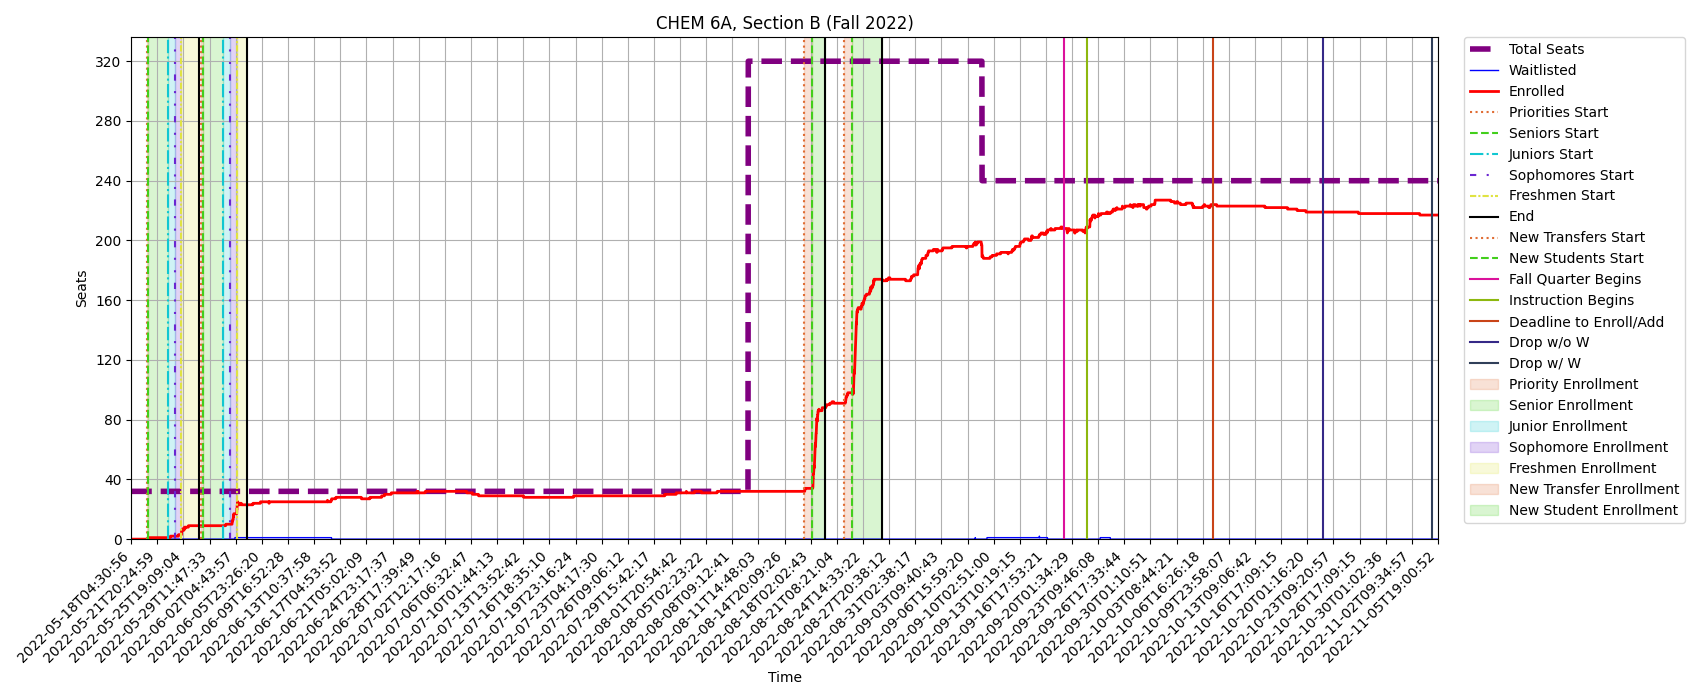 CHEM 6A, Section B (Fall 2022)
Seats
320
280
240
200
160
120
80
40
0
2022-05-18T04:30:56
2022-05-21T20:24:59
2022-05-25T19:09:04
2022-05-29T11:47:33
2022-06-02T04:43:57
2022-06-05T23:26:20
2022-06-09T16:52:28
2022-06-13T10:37:58
2022-06-17T04:53:52
2022-06-21T05:02:09
2022-06-24T23:17:37
2022-06-28T17:39:49
2022-07-02T12:17:16
2022-07-06T06:32:47
2022-07-10T01:44:13
2022-07-13T13:52:42
2022-07-16T18:35:10
2022-07-19T23:16:24
2022-07-23T04:17:30
2022-07-26T09:06:12
2022-07-29T15:42:17
2022-08-01T20:54:42
2022-08-05T02:23:22
2022-08-08T09:12:41
2022-08-11T14:48:03
2022-08-14T20:09:26
2022-08-18T02:02:43
2022-08-21T08:21:04
2022-08-24T14:33:22
2022-08-27T20:38:12
2022-08-31T02:38:17
2022-09-03T09:40:43
2022-09-06T15:59:20
2022-09-10T02:51:00
2022-09-13T10:19:15
2022-09-16T17:53:21
2022-09-20T01:34:29
2022-09-23T09:46:08
2022-09-26T17:33:44
2022-09-30T01:10:51
2022-10-03T08:44:21
2022-10-06T16:26:18
2022-10-09T23:58:07
2022-10-13T09:06:42
2022-10-16T17:09:15
2022-10-20T01:16:20
2022-10-23T09:20:57
2022-10-26T17:09:15
2022-10-30T01:02:36
2022-11-02T09:34:57
2022-11-05T19:00:52
Time
Total Seats
Waitlisted
Enrolled
Priorities Start
Seniors Start
Juniors Start
Sophomores Start
Freshmen Start
End
New Transfers Start
New Students Start
Fall Quarter Begins
Instruction Begins
Deadline to Enroll/Add
Drop w/o W
Drop w/ W
Priority Enrollment
Senior Enrollment
Junior Enrollment
Sophomore Enrollment
Freshmen Enrollment
New Transfer Enrollment
New Student Enrollment